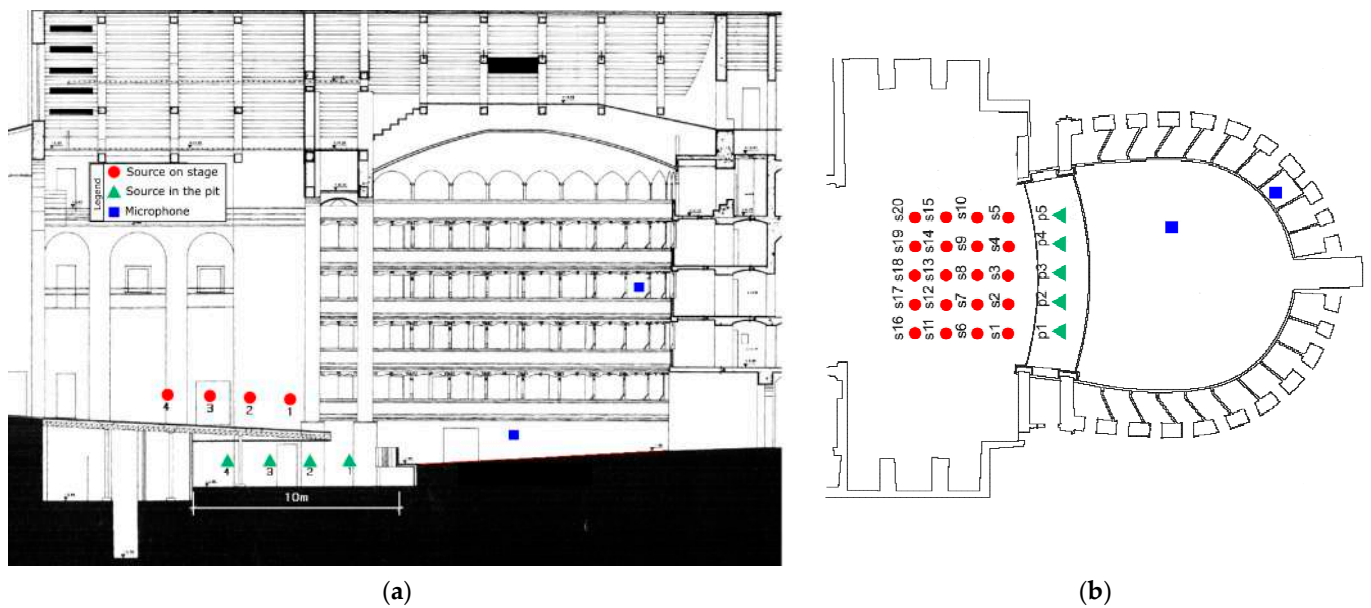 Legend
Source on stage
Source in the pit
Microphone
4
3
2
1
4
3
2
1
10m
s20
s15
s10
s5
p5
s19
s14
s9
s4
p4
s18
s13
s8
s3
p3
s17
s12
s7
s2
p2
s16
s11
s6
s1
p1
(a)
(b)